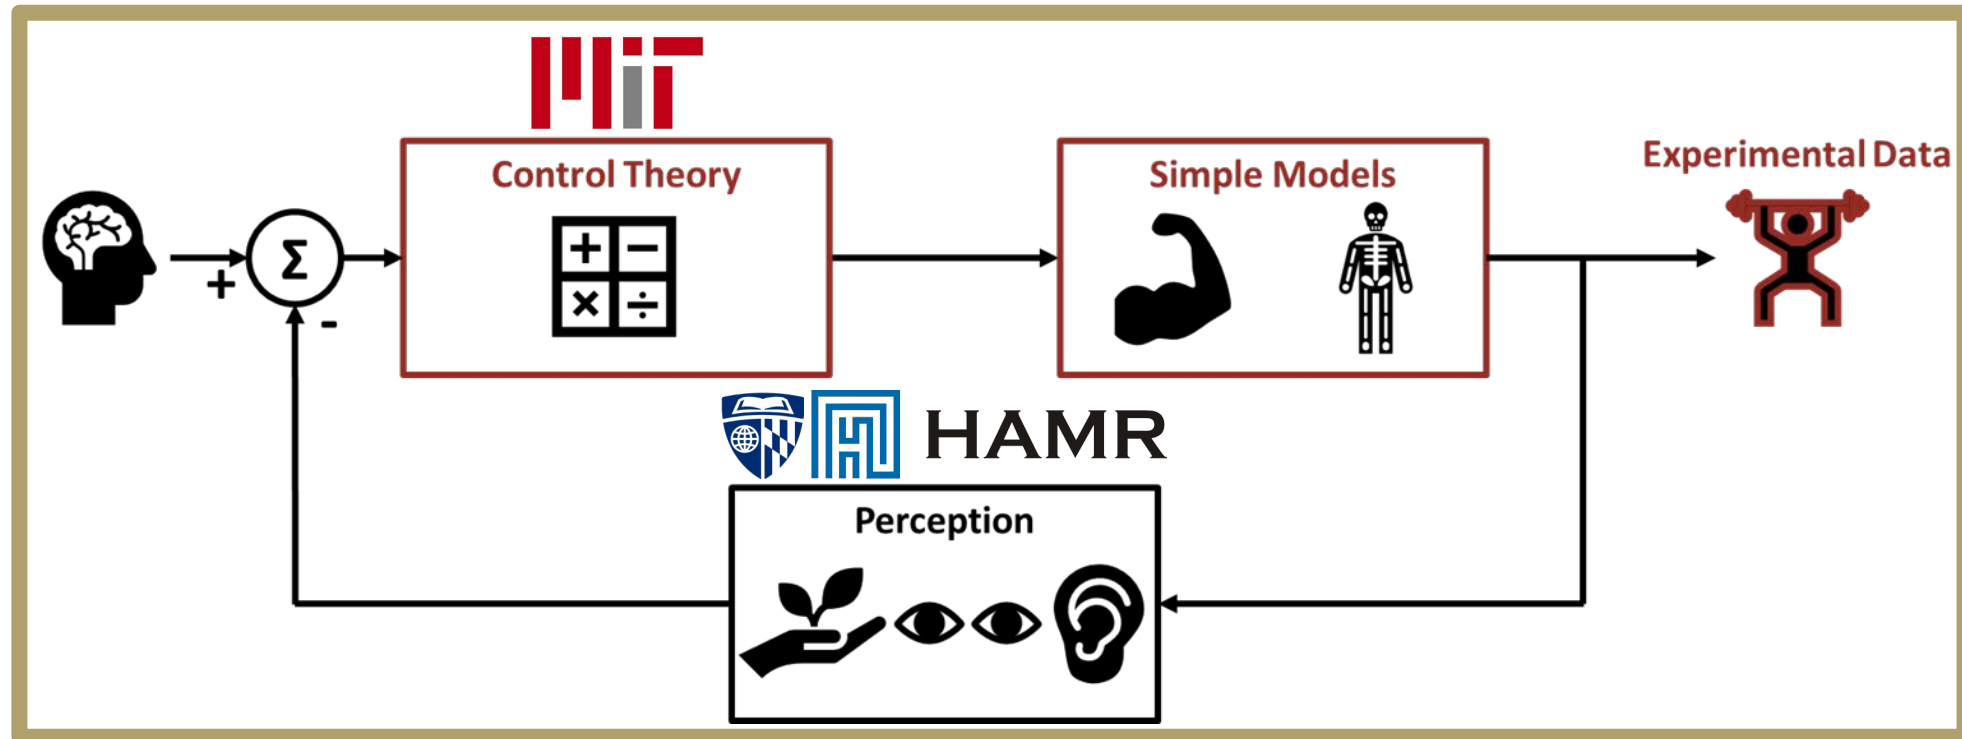 MIT
Control Theory
Simple Models
Experimental Data
+
Σ
-
+ −
× ÷
HAMR
Perception